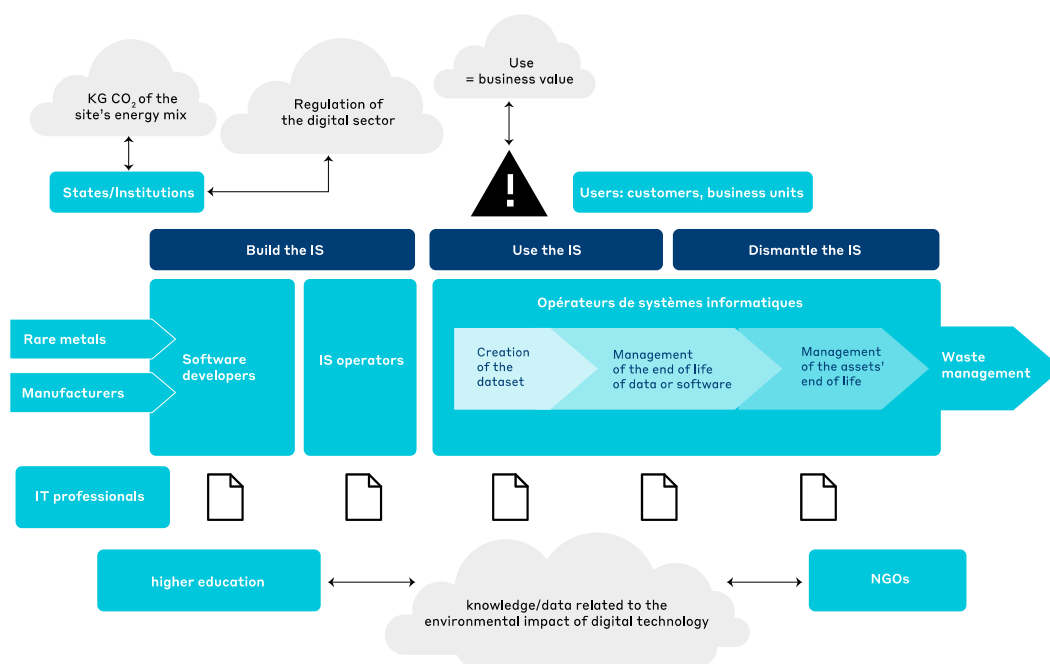 Use
= business value
KG CO₂ of the
site's energy mix
Regulation of
the digital sector
!
States/Institutions
Users: customers, business units
Build the IS
Use the IS
Dismantle the IS
Opérateurs de systèmes informatiques
Rare metals
Manufacturers
Software
developers
IS operators
Creation
of the
dataset
Management
of the end of life
of data or software
Management
of the assets'
end of life
Waste
management
IT professionals
higher education
knowledge/data related to the
environmental impact of digital technology
NGOs